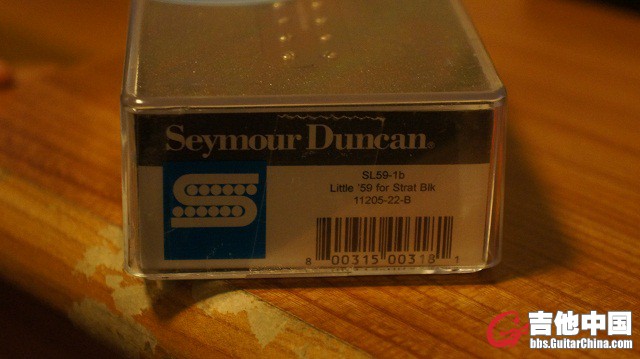 Seymour Duncan®
SL59-1b
Little '59 for Strat Blk
11205-22-B
8 00315 00318 1
吉他中国
bbs.GuitarChina.com